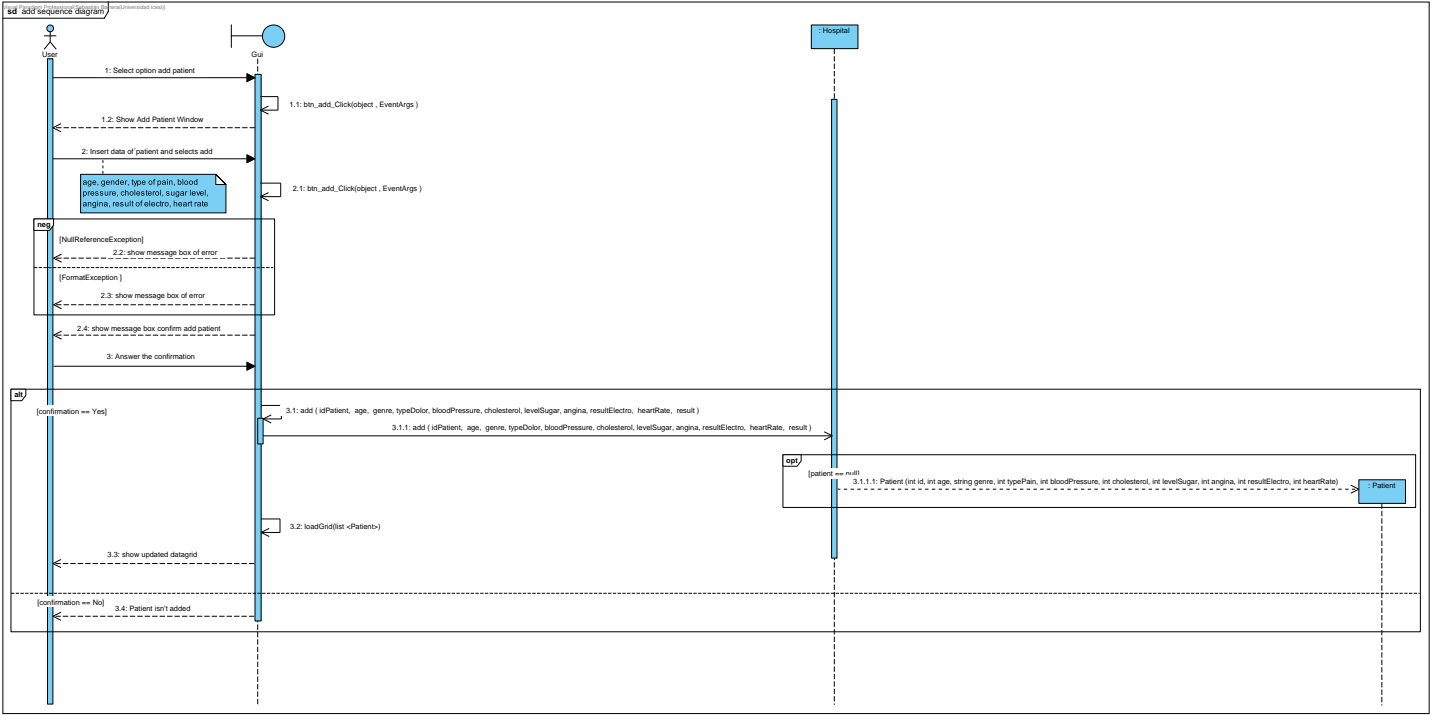 Visual Paradigm Professional(Sebastián Barrera(Universidad Icesi))
sd add sequence diagram
User
Gui
: Hospital
1: Select option add patient
1.1: btn_add_Click(object , EventArgs )
1.2: Show Add Patient Window
2: Insert data of patient and selects add
age, gender, type of pain, blood
pressure, cholesterol, sugar level,
angina, result of electro, heart rate
2.1: btn_add_Click(object , EventArgs )
neg
[NullReferenceException]
2.2: show message box of error
[FormatException ]
2.3: show message box of error
2.4: show message box confirm add patient
3: Answer the confirmation
alt
[confirmation == Yes]
3.1: add ( idPatient, age, genre, typeDolor, bloodPressure, cholesterol, levelSugar, angina, resultElectro, heartRate, result )
3.1.1: add ( idPatient, age, genre, typeDolor, bloodPressure, cholesterol, levelSugar, angina, resultElectro, heartRate, result )
opt
[patient == null]
3.1.1.1: Patient (int id, int age, string genre, int typePain, int bloodPressure, int cholesterol, int levelSugar, int angina, int resultElectro, int heartRate)
: Patient
3.2: loadGrid(list <Patient>)
3.3: show updated datagrid
[confirmation == No]
3.4: Patient isn't added